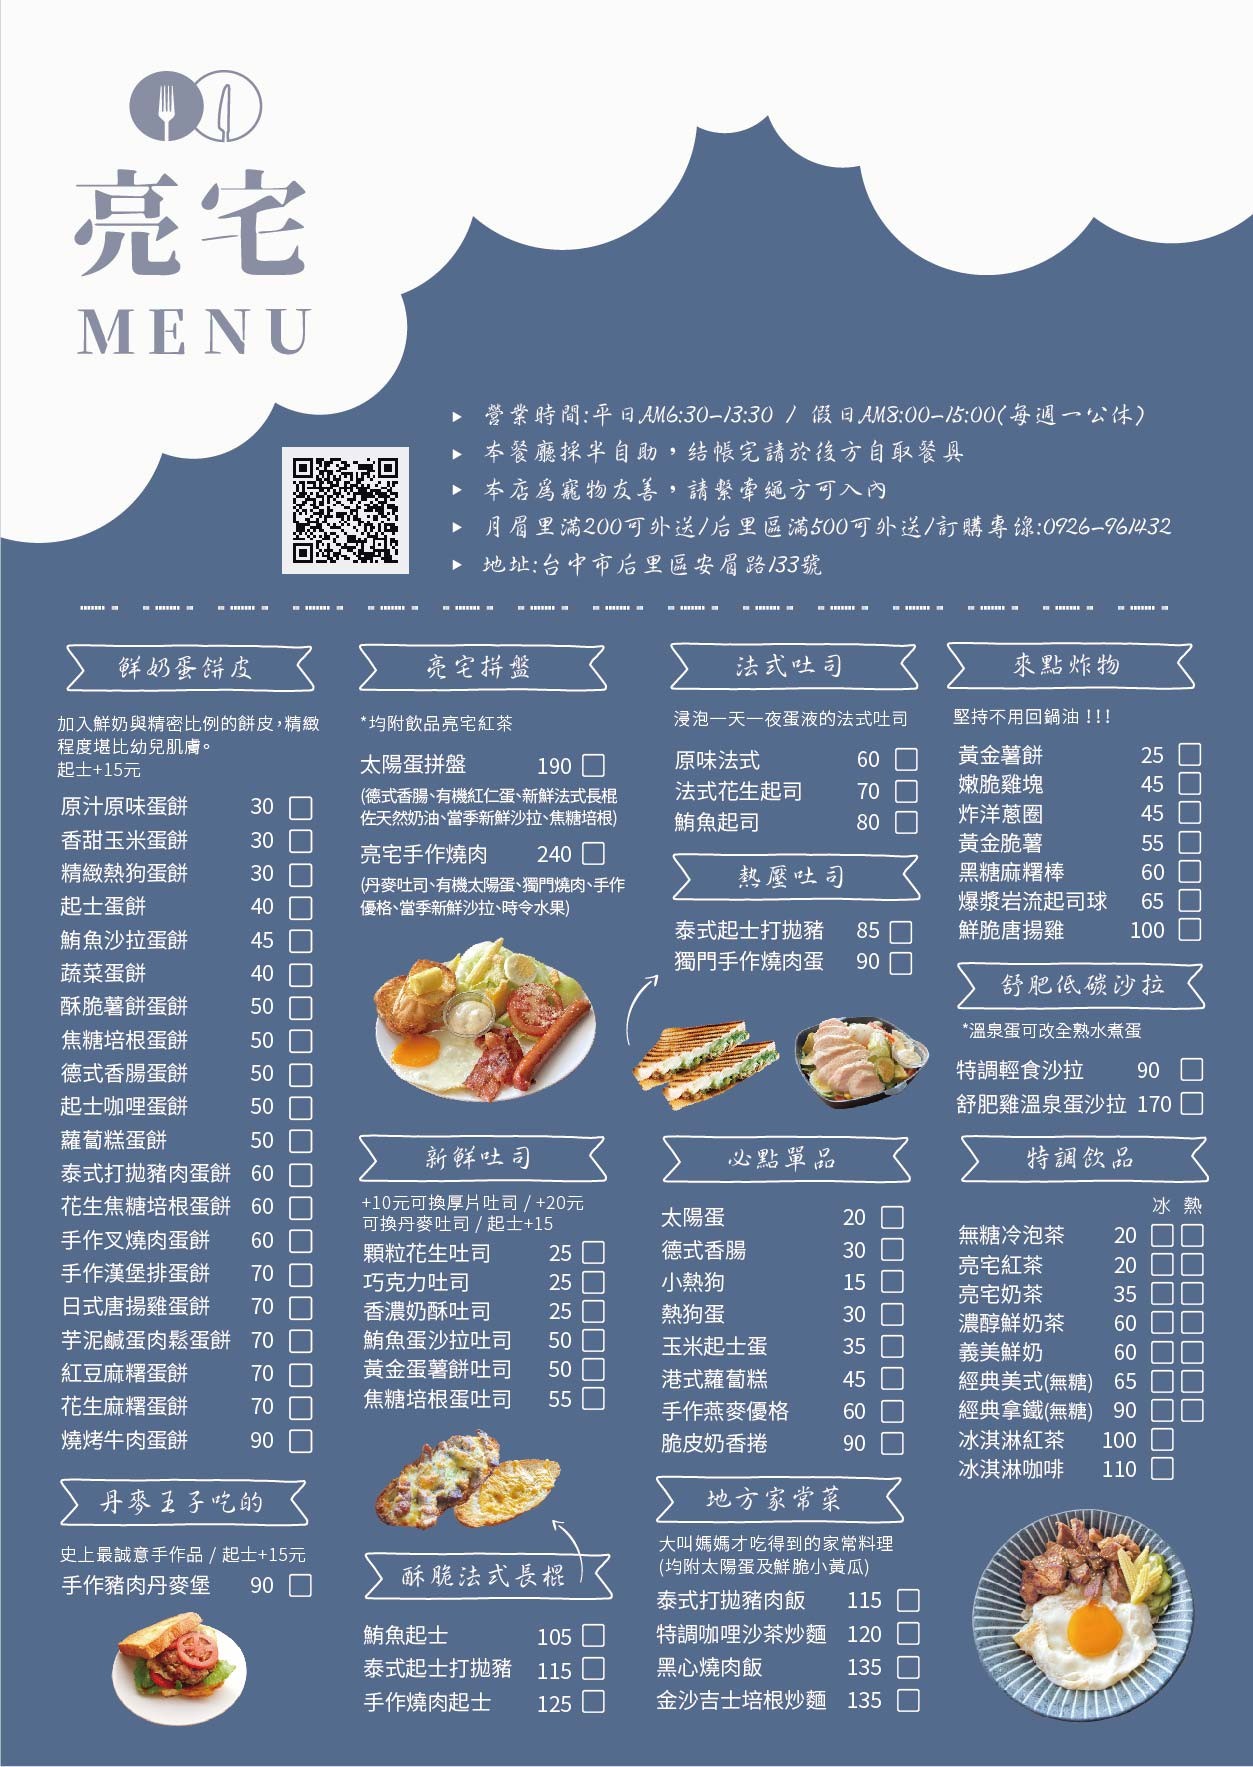 亮宅
MENU
營業時間:平日AM6:30-13:30 / 假日AM8:00-15:00(每週一公休)
本餐廳採半自助，結帳完請於後方自取餐具
本店為寵物友善，請繫牽繩方可入內
月眉里滿200可外送/后里區滿500可外送/訂購專線:0926-961432
地址:台中市后里區安眉路133號
鮮奶蛋餅皮
加入鮮奶與精密比例的餅皮，精緻
程度堪比幼兒肌膚。
起士+15元
原汁原味蛋餅 30
香甜玉米蛋餅 30
精緻熱狗蛋餅 30
起士蛋餅 40
鮪魚沙拉蛋餅 45
蔬菜蛋餅 40
酥脆薯餅蛋餅 50
焦糖培根蛋餅 50
德式香腸蛋餅 50
起士咖哩蛋餅 50
蘿蔔糕蛋餅 50
泰式打拋豬肉蛋餅 60
花生焦糖培根蛋餅 60
手作叉燒肉蛋餅 60
手作漢堡排蛋餅 70
日式唐揚雞蛋餅 70
芋泥鹹蛋肉鬆蛋餅 70
紅豆麻糬蛋餅 70
花生麻糬蛋餅 70
燒烤牛肉蛋餅 90
丹麥王子吃的
史上最誠意手作品 / 起士+15元
手作豬肉丹麥堡 90
亮宅拼盤
*均附飲品亮宅紅茶
太陽蛋拼盤 190
(德式香腸、有機紅仁蛋、新鮮法式長棍
佐天然奶油、當季新鮮沙拉、焦糖培根)
亮宅手作燒肉 240
(丹麥吐司、有機太陽蛋、獨門燒肉、手作
優格、當季新鮮沙拉、時令水果)
新鮮吐司
+10元可換厚片吐司 / +20元
可換丹麥吐司 / 起士+15
顆粒花生吐司 25
巧克力吐司 25
香濃奶酥吐司 25
鮪魚蛋沙拉吐司 50
黃金蛋薯餅吐司 50
焦糖培根蛋吐司 55
酥脆法式長棍
鮪魚起士 105
泰式起士打拋豬 115
手作燒肉起士 125
法式吐司
浸泡一天一夜蛋液的法式吐司
原味法式 60
法式花生起司 70
鮪魚起司 80
熱壓吐司
泰式起士打拋豬 85
獨門手作燒肉蛋 90
必點單品
太陽蛋 20
德式香腸 30
小熱狗 15
熱狗蛋 30
玉米起士蛋 35
港式蘿蔔糕 45
手作燕麥優格 60
脆皮奶香捲 90
地方家常菜
大叫媽媽才吃得到的家常料理
(均附太陽蛋及鮮脆小黃瓜)
泰式打拋豬肉飯 115
特調咖哩沙茶炒麵 120
黑心燒肉飯 135
金沙吉士培根炒麵 135
來點炸物
堅持不用回鍋油 !!!
黃金薯餅 25
嫩脆雞塊 45
炸洋蔥圈 45
黃金脆薯 55
黑糖麻糬棒 60
爆漿岩流起司球 65
鮮脆唐揚雞 100
舒肥低碳沙拉
*溫泉蛋可改全熟水煮蛋
特調輕食沙拉 90
舒肥雞溫泉蛋沙拉 170
特調飲品
冰 熱
無糖冷泡茶 20
亮宅紅茶 20
亮宅奶茶 35
濃醇鮮奶茶 60
義美鮮奶 60
經典美式(無糖) 65
經典拿鐵(無糖) 90
冰淇淋紅茶 100
冰淇淋咖啡 110